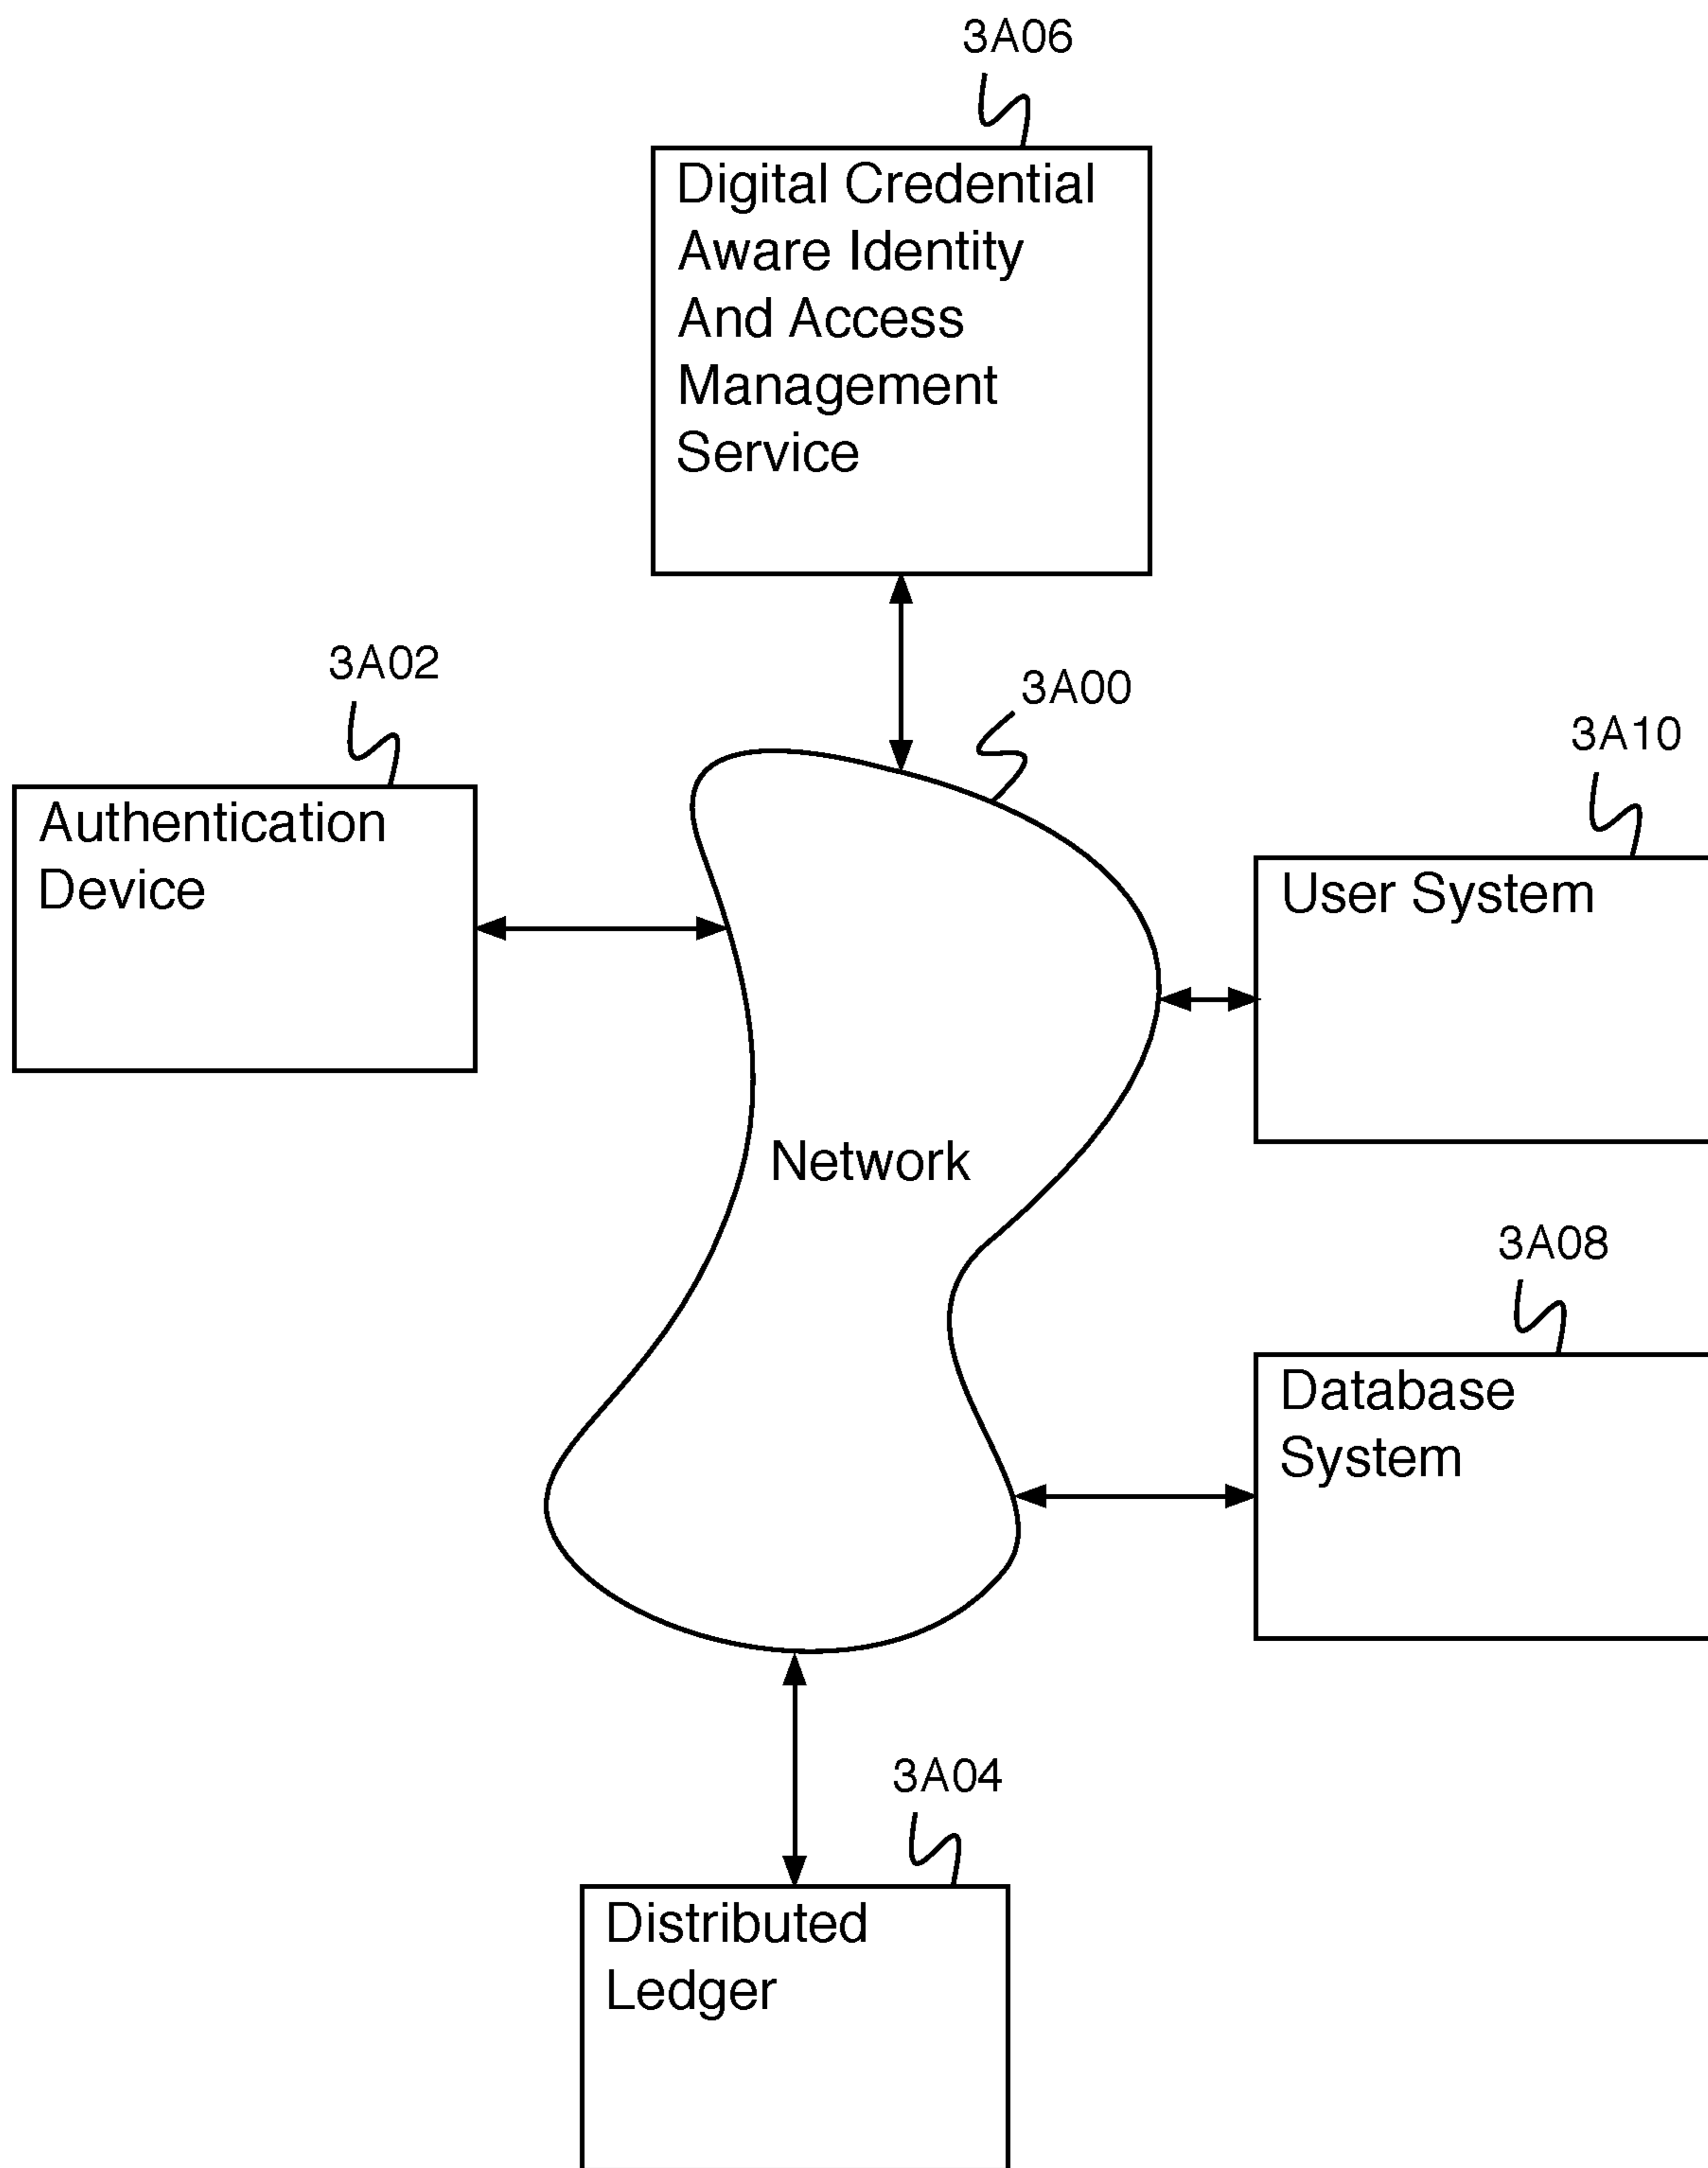 3A06
Digital Credential
Aware Identity
And Access
Management
Service
3A02
3A00
3A10
Authentication
Device
User System
Network
3A08
Database
System
3A04
Distributed
Ledger